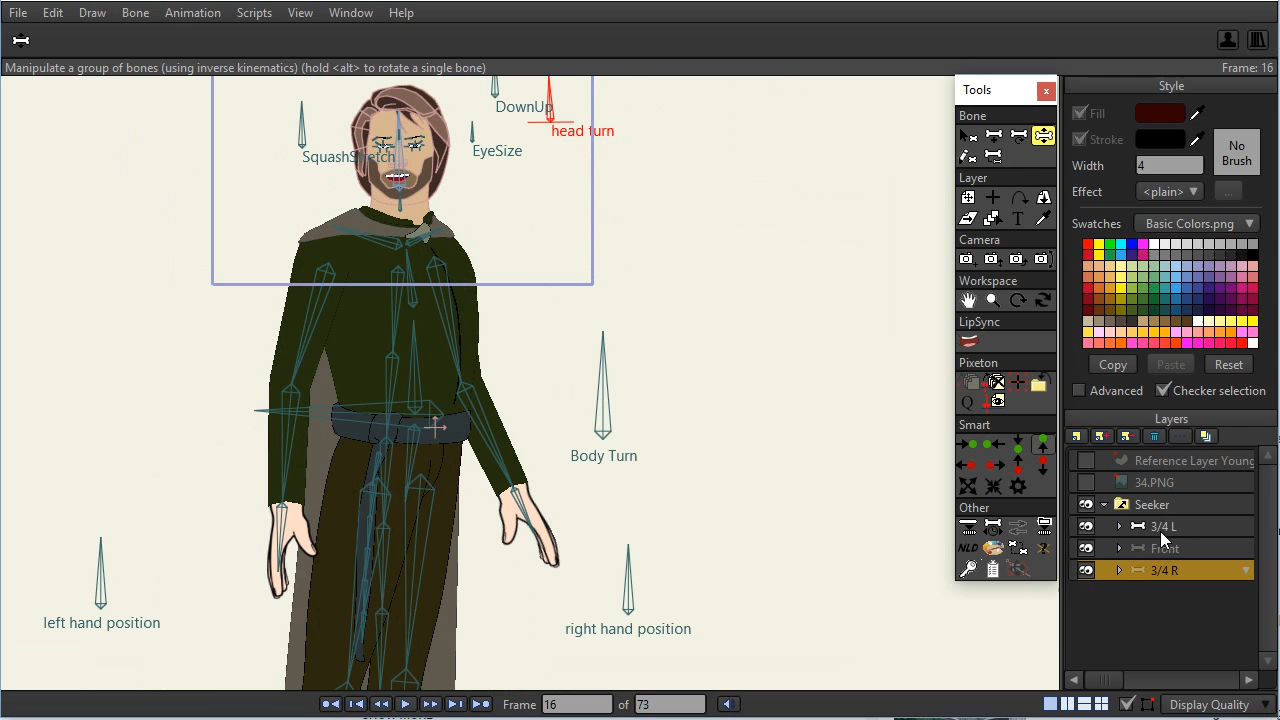 File Edit Draw Bone Animation Scripts View Window Help
Manipulate a group of bones (using inverse kinematics) (hold <alt> to rotate a single bone) Frame: 16
Tools x
Style
Bone
Fill
Stroke
No Brush
Width 4
Effect <plain> ...
Layer
Swatches Basic Colors.png
Camera
Workspace
LipSync
Pixeton
Q
Copy Paste Reset
Advanced Checker selection
Smart
Layers
Reference Layer Young
34.PNG
Seeker
3/4 L
Front
3/4 R
Other
NLD
DownUp
head turn
SquashStretch
EyeSize
Body Turn
left hand position
right hand position
Frame 16 of 73 Display Quality